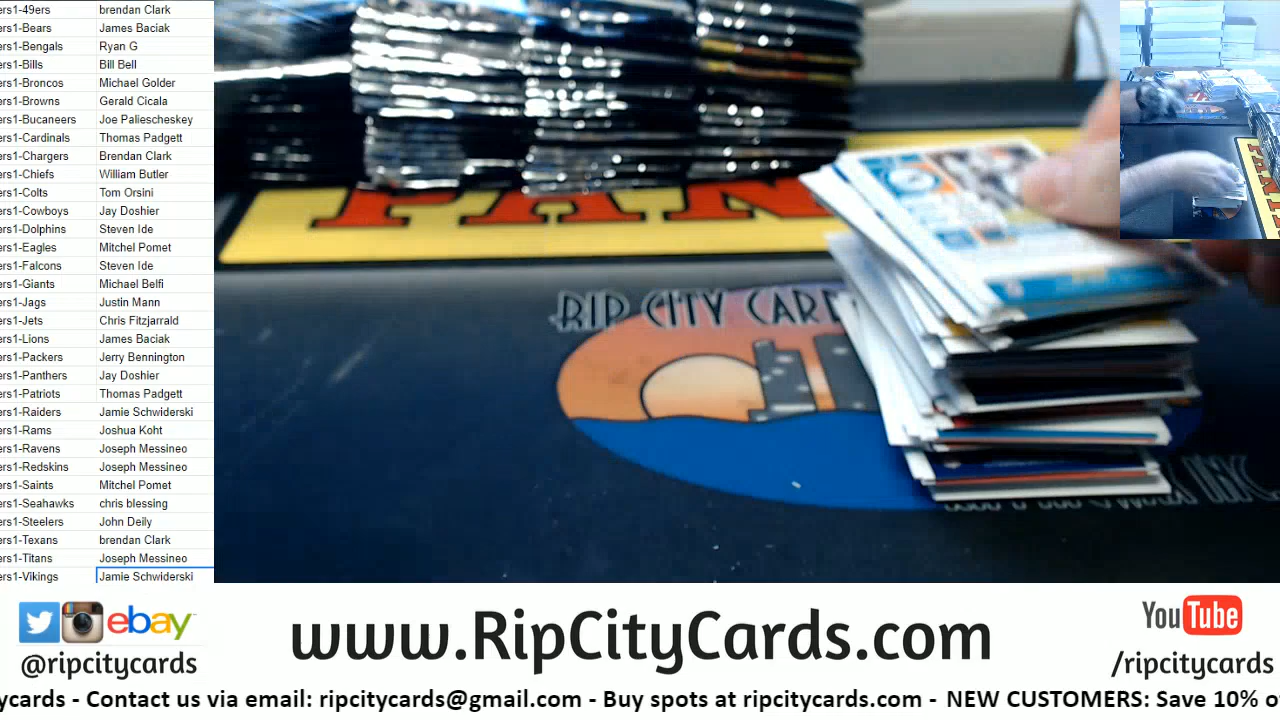 ers1-49ers brendan Clark
ers1-Bears James Baciak
ers1-Bengals Ryan G
ers1-Bills Bill Bell
ers1-Broncos Michael Golder
ers1-Browns Gerald Cicala
ers1-Bucaneers Joe Paliescheskey
ers1-Cardinals Thomas Padgett
ers1-Chargers Brendan Clark
ers1-Chiefs William Butler
ers1-Colts Tom Orsini
ers1-Cowboys Jay Doshier
ers1-Dolphins Steven Ide
ers1-Eagles Mitchel Pomet
ers1-Falcons Steven Ide
ers1-Giants Michael Belfi
ers1-Jags Justin Mann
ers1-Jets Chris Fitzjarrald
ers1-Lions James Baciak
ers1-Packers Jerry Bennington
ers1-Panthers Jay Doshier
ers1-Patriots Thomas Padgett
ers1-Raiders Jamie Schwiderski
ers1-Rams Joshua Koht
ers1-Ravens Joseph Messineo
ers1-Redskins Joseph Messineo
ers1-Saints Mitchel Pomet
ers1-Seahawks chris blessing
ers1-Steelers John Deily
ers1-Texans brendan Clark
ers1-Titans Joseph Messineo
ers1-Vikings Jamie Schwiderski
PAN
RIP CITY CARD
ebay
@ripcitycards
www.RipCityCards.com
YouTube
/ripcitycards
ycards - Contact us via email: ripcitycards@gmail.com - Buy spots at ripcitycards.com - NEW CUSTOMERS: Save 10% o